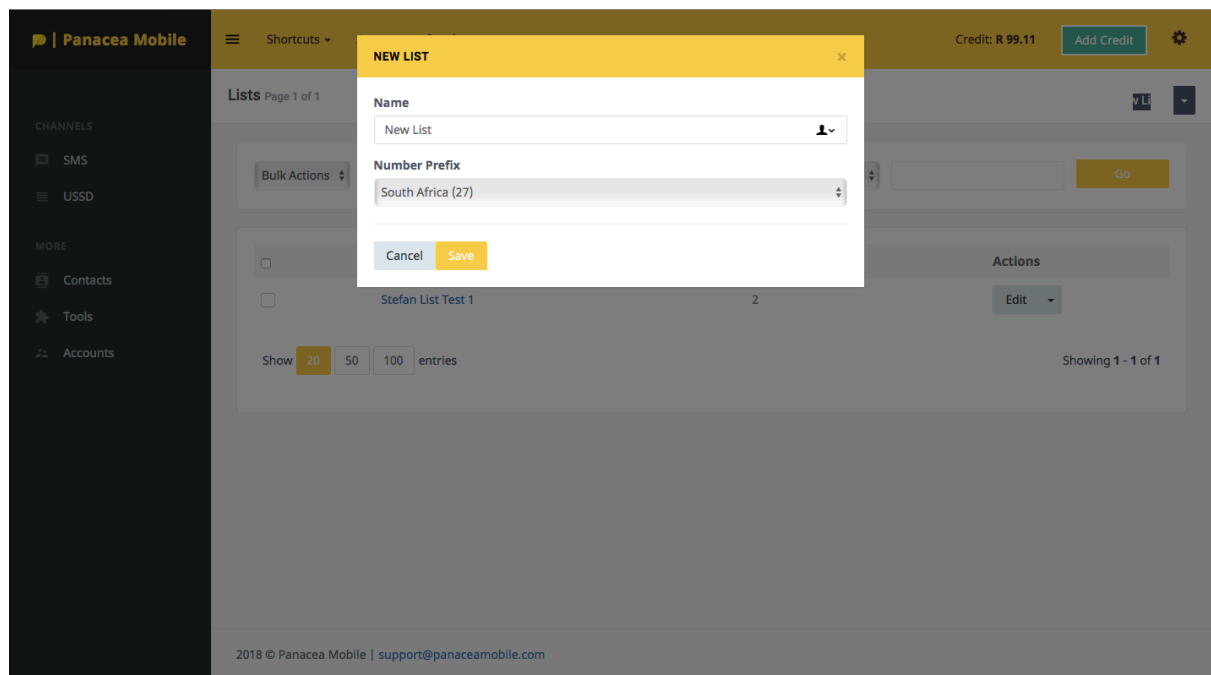 | Panacea Mobile
Shortcuts
Credit: R 99.11
Add Credit
NEW LIST
×
Lists Page 1 of 1
Name
New List
Number Prefix
South Africa (27)
Cancel
Save
CHANNELS
SMS
USSD
MORE
Contacts
Tools
Accounts
Bulk Actions
Go
Actions
Stefan List Test 1
2
Edit
Show 20 50 100 entries
Showing 1 - 1 of 1
2018 © Panacea Mobile | support@panaceamobile.com